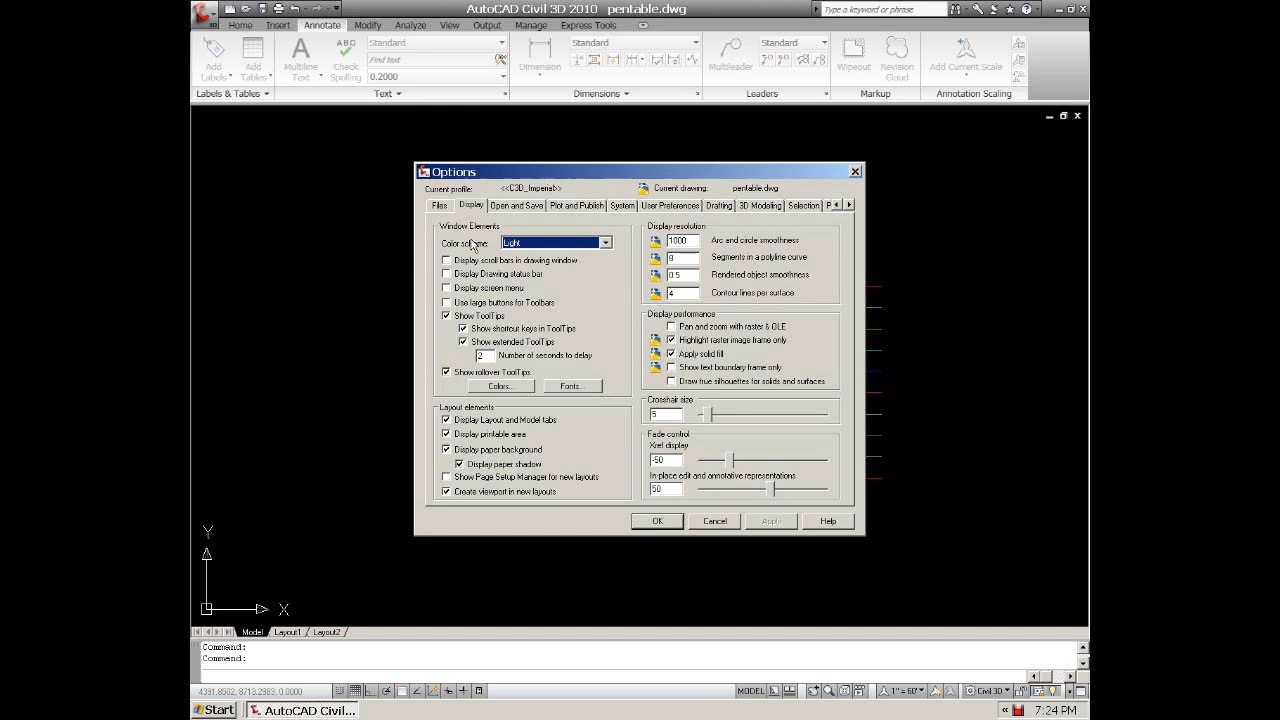 AutoCAD Civil 3D 2010 pentable.dwg
Type a keyword or phrase
Home Insert Annotate Modify Analyze View Output Manage Express Tools
Add Labels
Add Tables
Multiline Text
ABC
Check Spelling
Standard
Find text
0.2000
Dimension
Standard
Multileader
Standard
Wipeout
Revision Cloud
Add Current Scale
Labels & Tables
Text
Dimensions
Leaders
Markup
Annotation Scaling
Options
Current profile: <<C3D_Imperial>>
Current drawing: pentable.dwg
Files Display Open and Save Plot and Publish System User Preferences Drafting 3D Modeling Selection P
Window Elements
Color scheme: Light
Display scroll bars in drawing window
Display Drawing status bar
Display screen menu
Use large buttons for Toolbars
Show ToolTips
Show shortcut keys in ToolTips
Show extended ToolTips
2 Number of seconds to delay
Show rollover ToolTips
Colors... Fonts...
Layout elements
Display Layout and Model tabs
Display printable area
Display paper background
Display paper shadow
Show Page Setup Manager for new layouts
Create viewport in new layouts
Display resolution
1000 Arc and circle smoothness
8 Segments in a polyline curve
0.5 Rendered object smoothness
4 Contour lines per surface
Display performance
Pan and zoom with raster & OLE
Highlight raster image frame only
Apply solid fill
Show text boundary frame only
Draw true silhouettes for solids and surfaces
Crosshair size
5
Fade control
Xref display
-50
In-place edit and annotative representations
50
OK Cancel Apply Help
Y
X
Model Layout1 Layout2
Command:
Command:
4391.8502, 8713.2983, 0.0000
MODEL
1" = 60'
Civil 3D
Start
AutoCAD Civil...
7:24 PM